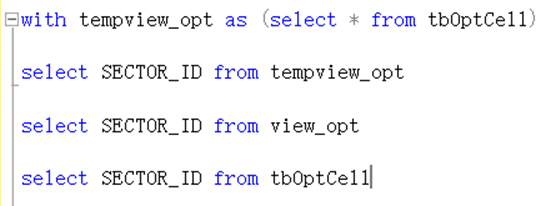 with tempview_opt as (select * from tbOptCell)
select SECTOR_ID from tempview_opt
select SECTOR_ID from view_opt
select SECTOR_ID from tbOptCell